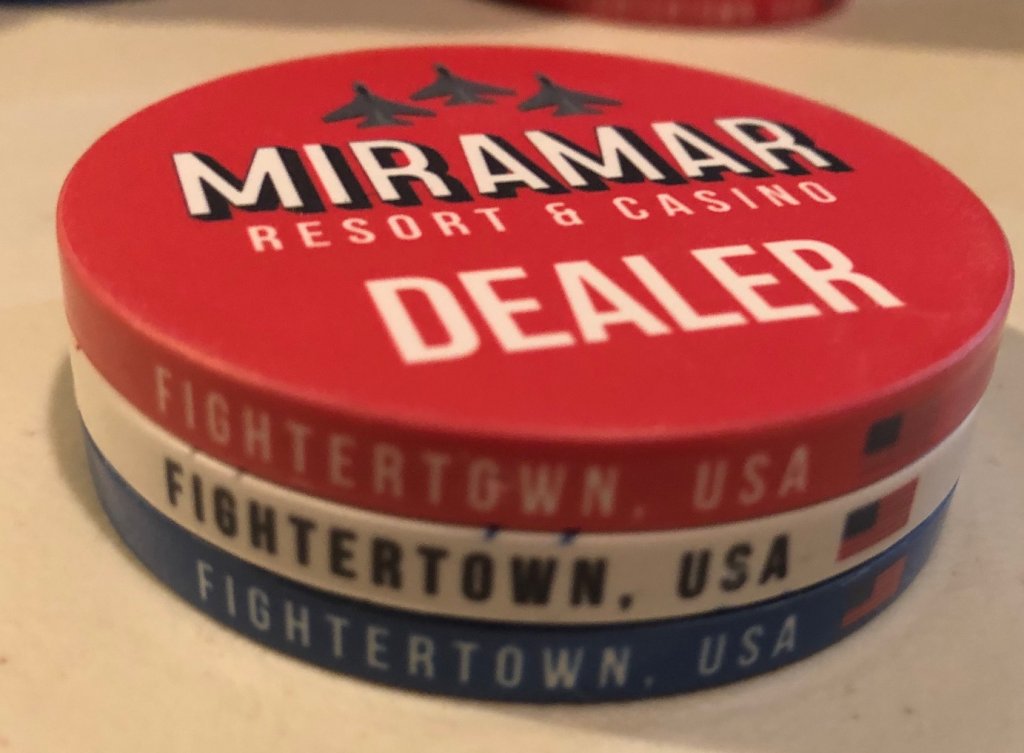 MIRAMAR
RESORT & CASINO
DEALER
FIGHTERTOWN, USA
FIGHTERTOWN, USA
FIGHTERTOWN, USA